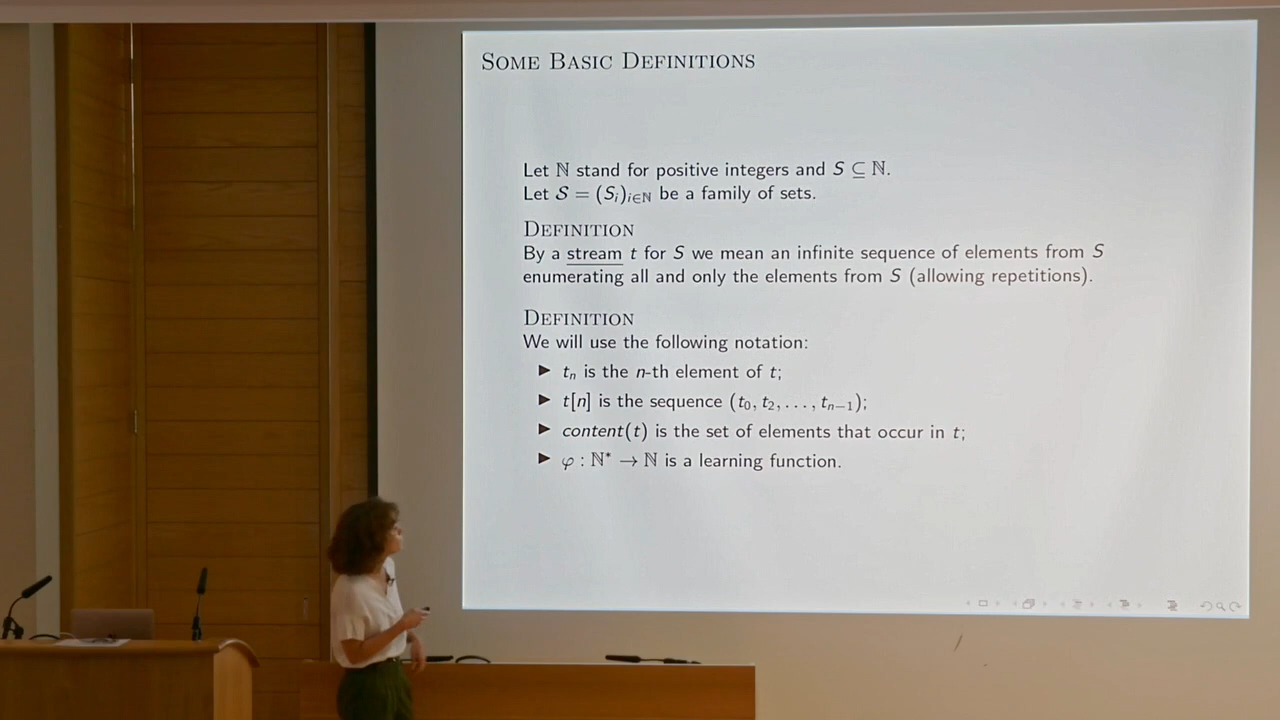 SOME BASIC DEFINITIONS
Let ℕ stand for positive integers and S ⊆ ℕ.
Let 𝒮 = (Sᵢ)ᵢ∈ℕ be a family of sets.
DEFINITION
By a stream t for S we mean an infinite sequence of elements from S
enumerating all and only the elements from S (allowing repetitions).
DEFINITION
We will use the following notation:
▶ tₙ is the n-th element of t;
▶ t[n] is the sequence (t₀, t₂, . . . , tₙ₋₁);
▶ content(t) is the set of elements that occur in t;
▶ φ : ℕ* → ℕ is a learning function.